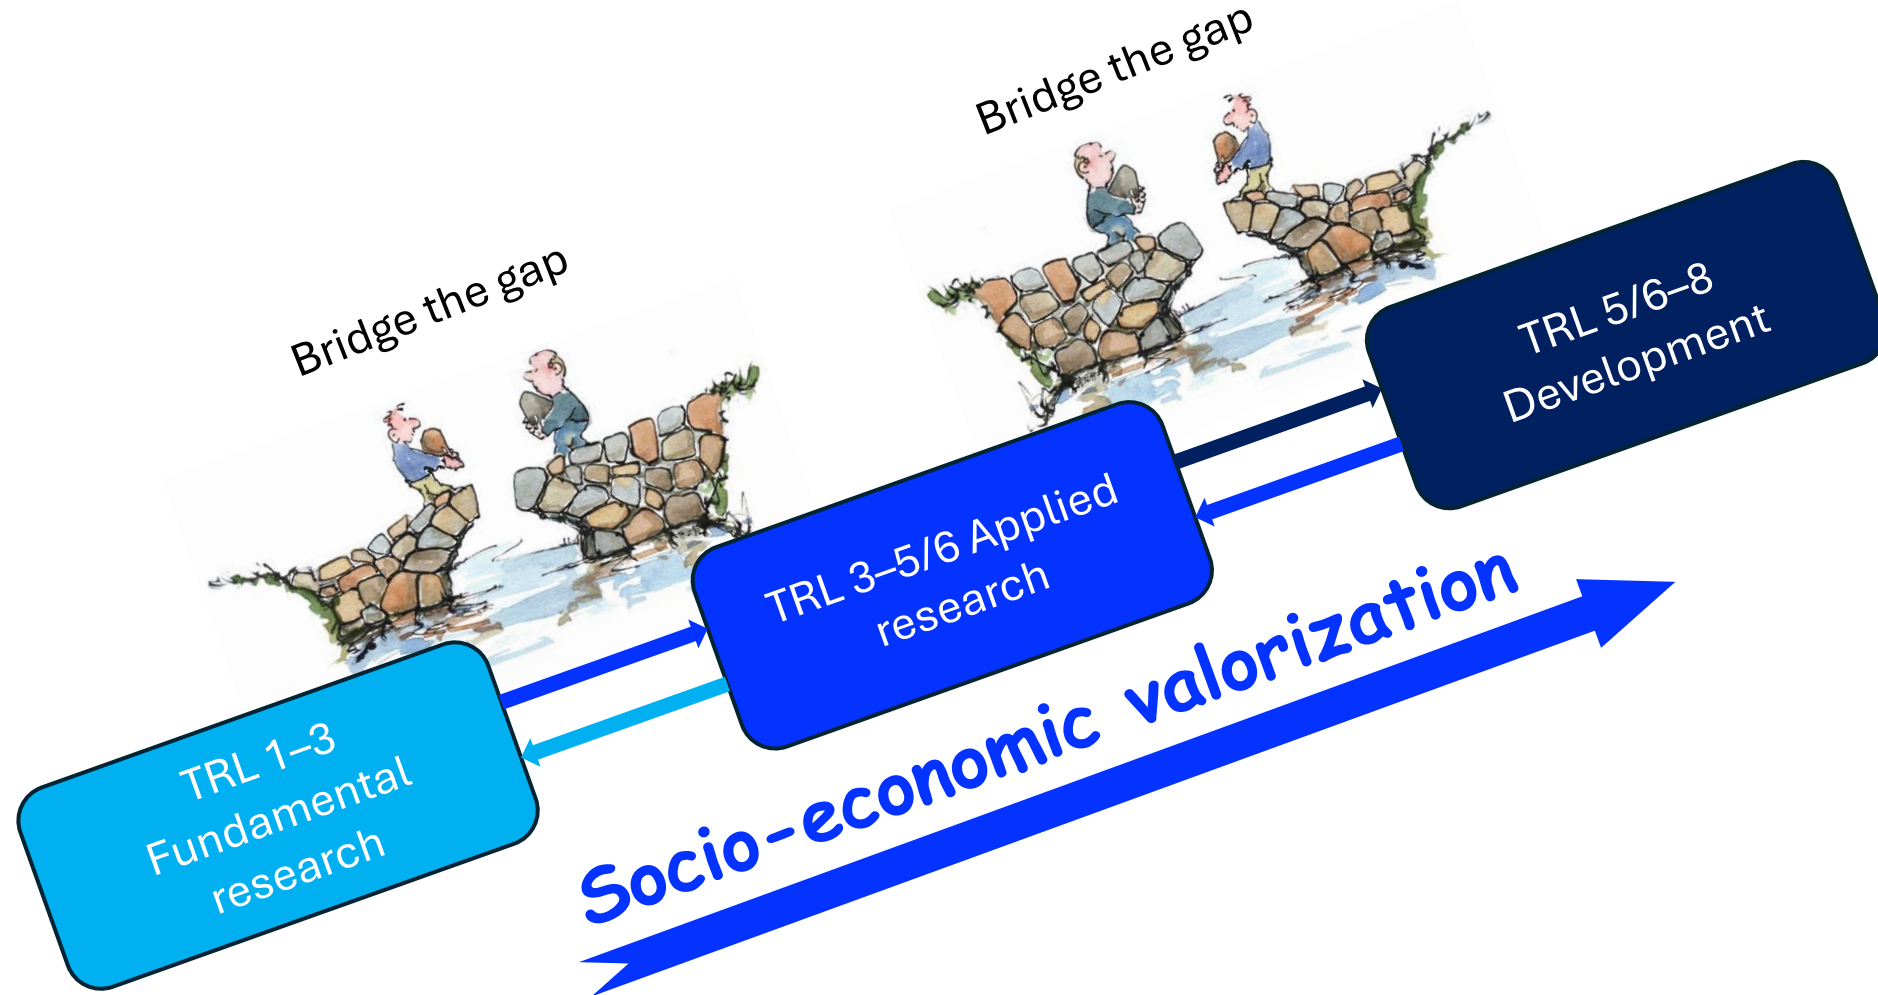 Bridge the gap
Bridge the gap
TRL 5/6–8
Development
TRL 3–5/6 Applied
research
TRL 1–3
Fundamental
research
Socio-economic valorization